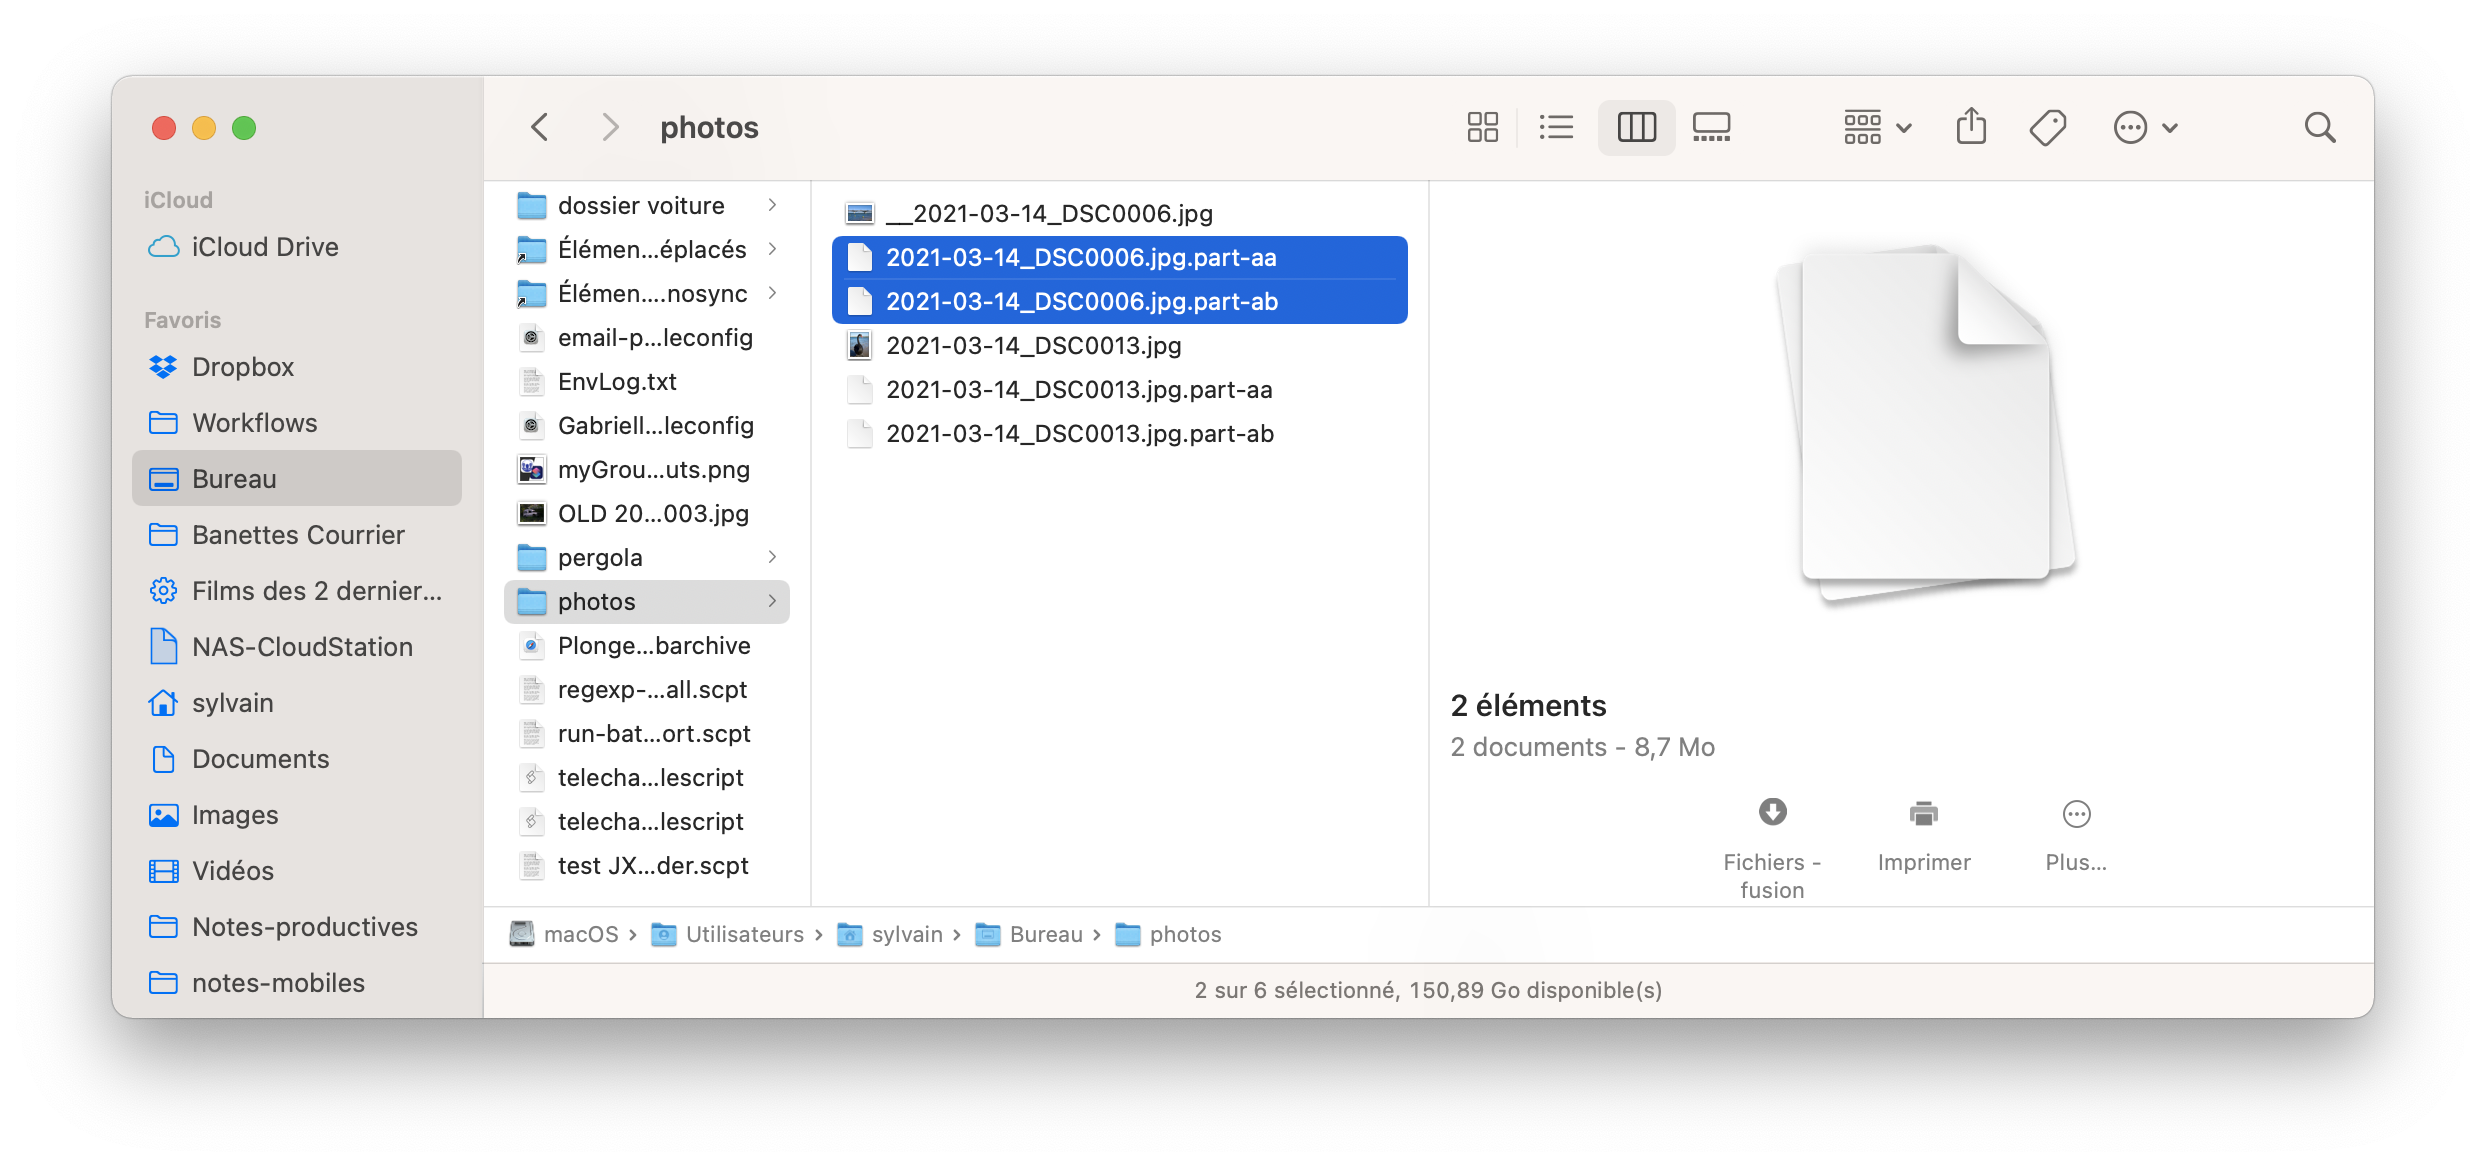 photos
iCloud
iCloud Drive
Favoris
Dropbox
Workflows
Bureau
Banettes Courrier
Films des 2 dernier...
NAS-CloudStation
sylvain
Documents
Images
Vidéos
Notes-productives
notes-mobiles
dossier voiture
Élémen...éplacés
Élémen....nosync
email-p...leconfig
EnvLog.txt
Gabriell...leconfig
myGrou...uts.png
OLD 20...003.jpg
pergola
photos
Plonge...barchive
regexp-...all.scpt
run-bat...ort.scpt
telecha...lescript
telecha...lescript
test JX...der.scpt
__2021-03-14_DSC0006.jpg
2021-03-14_DSC0006.jpg.part-aa
2021-03-14_DSC0006.jpg.part-ab
2021-03-14_DSC0013.jpg
2021-03-14_DSC0013.jpg.part-aa
2021-03-14_DSC0013.jpg.part-ab
2 éléments
2 documents - 8,7 Mo
Fichiers -
fusion
Imprimer
Plus...
macOS › Utilisateurs › sylvain › Bureau › photos
2 sur 6 sélectionné, 150,89 Go disponible(s)